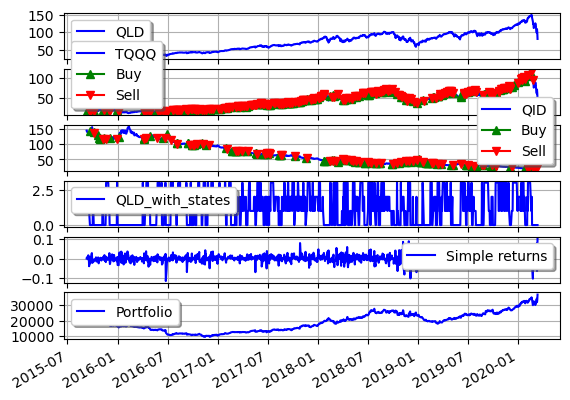 150
100
50
QLD
TQQQ
Buy
Sell
100
50
QID
Buy
Sell
150
100
50
2.5
0.0
QLD_with_states
0.1
0.0
−0.1
Simple returns
30000
20000
10000
Portfolio
2015-07
2016-01
2016-07
2017-01
2017-07
2018-01
2018-07
2019-01
2019-07
2020-01